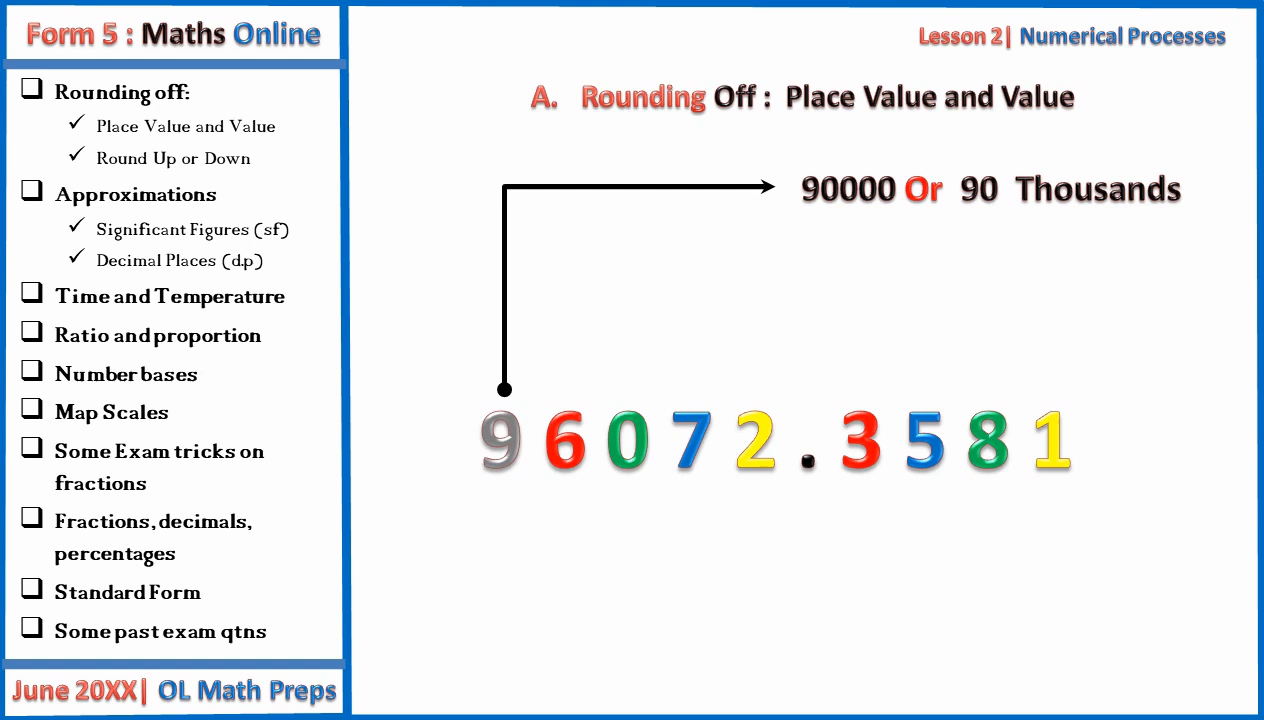 Form 5 : Maths Online
Rounding off:
Place Value and Value
Round Up or Down
Approximations
Significant Figures (sf)
Decimal Places (d.p)
Time and Temperature
Ratio and proportion
Number bases
Map Scales
Some Exam tricks on
fractions
Fractions, decimals,
percentages
Standard Form
Some past exam qtns
June 20XX| OL Math Preps
Lesson 2| Numerical Processes
A. Rounding Off : Place Value and Value
90000 Or 90 Thousands
96072.3581